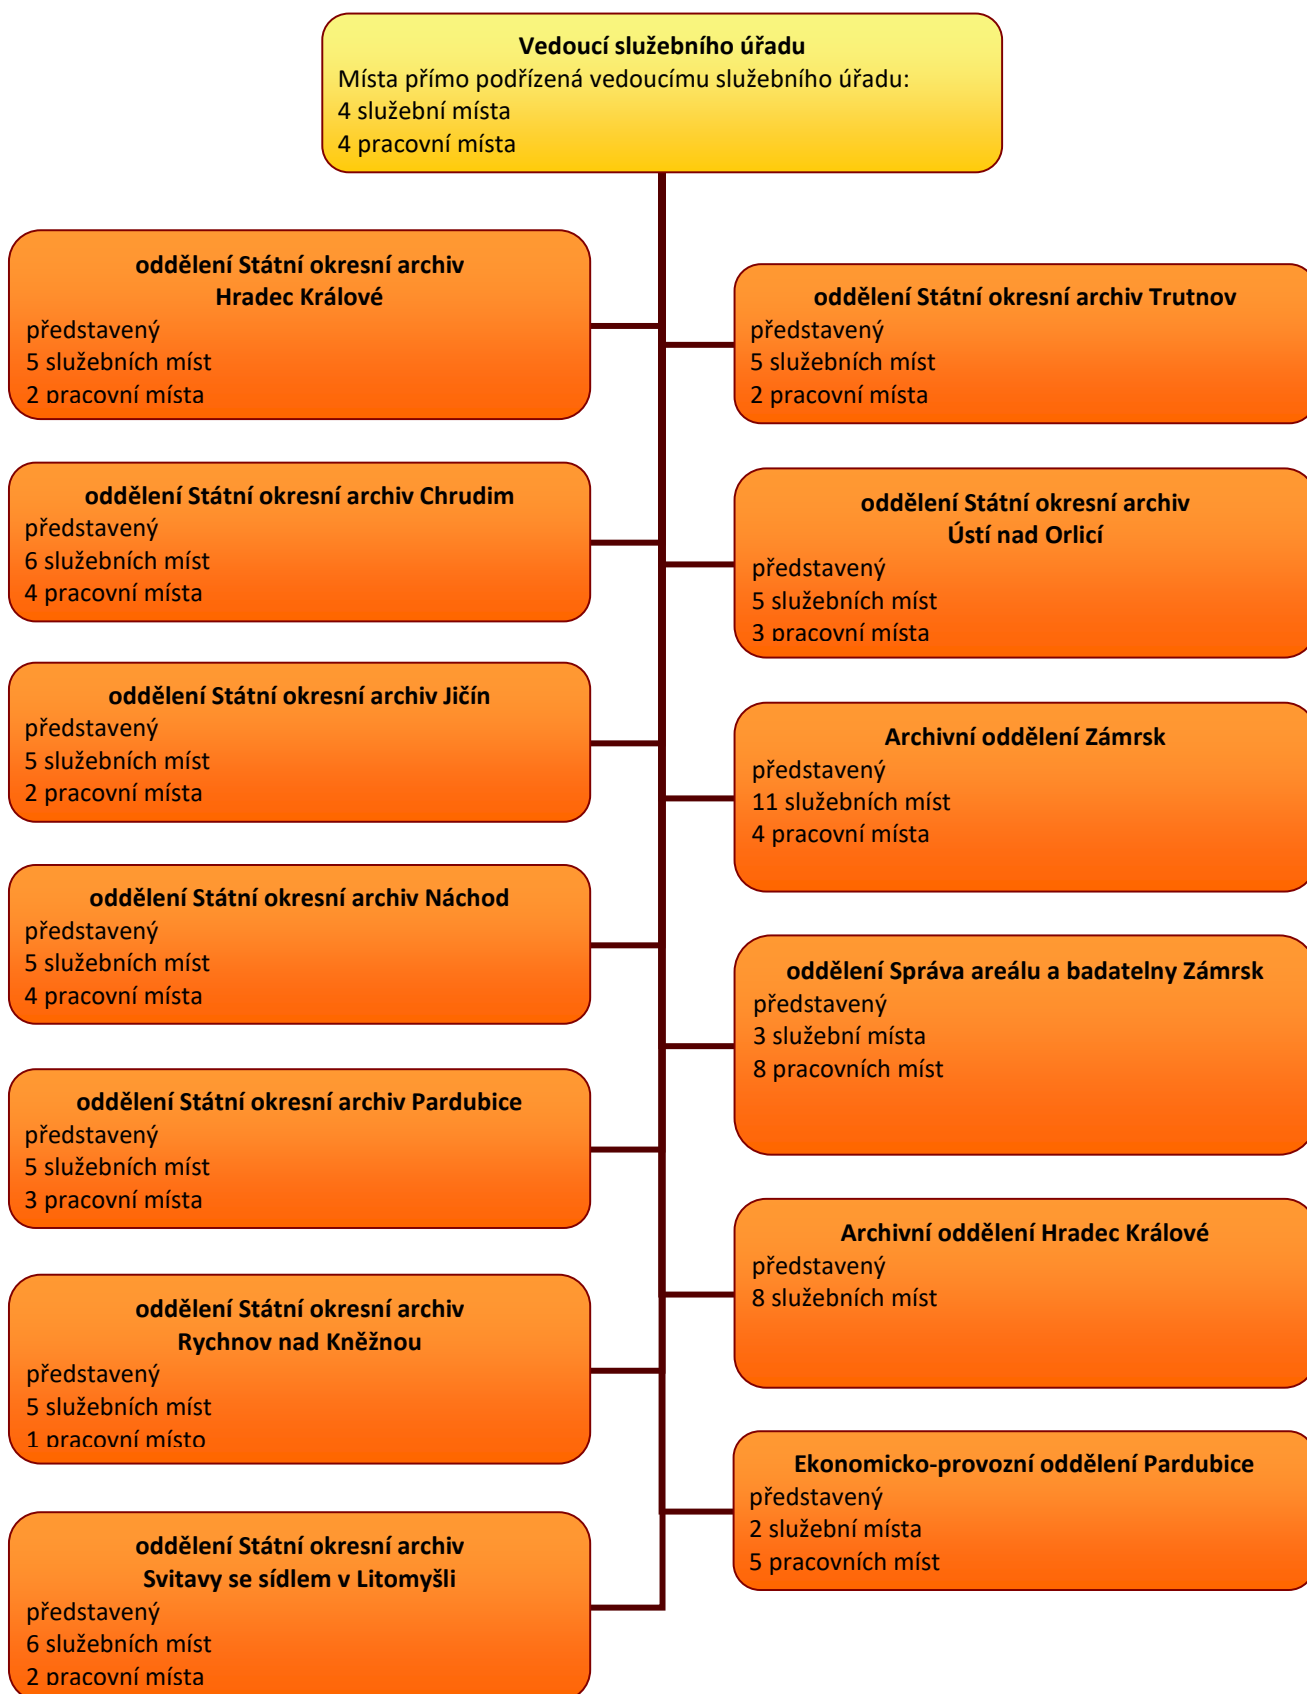 Vedoucí služebního úřadu
Místa přímo podřízená vedoucímu služebního úřadu:
4 služební místa
4 pracovní místa
oddělení Státní okresní archiv
Hradec Králové
představený
5 služebních míst
2 pracovní místa
oddělení Státní okresní archiv Chrudim
představený
6 služebních míst
4 pracovní místa
oddělení Státní okresní archiv Jičín
představený
5 služebních míst
2 pracovní místa
oddělení Státní okresní archiv Náchod
představený
5 služebních míst
4 pracovní místa
oddělení Státní okresní archiv Pardubice
představený
5 služebních míst
3 pracovní místa
oddělení Státní okresní archiv
Rychnov nad Kněžnou
představený
5 služebních míst
1 pracovní místo
oddělení Státní okresní archiv
Svitavy se sídlem v Litomyšli
představený
6 služebních míst
2 pracovní místa
oddělení Státní okresní archiv Trutnov
představený
5 služebních míst
2 pracovní místa
oddělení Státní okresní archiv
Ústí nad Orlicí
představený
5 služebních míst
3 pracovní místa
Archivní oddělení Zámrsk
představený
11 služebních míst
4 pracovní místa
oddělení Správa areálu a badatelny Zámrsk
představený
3 služební místa
8 pracovních míst
Archivní oddělení Hradec Králové
představený
8 služebních míst
Ekonomicko-provozní oddělení Pardubice
představený
2 služební místa
5 pracovních míst